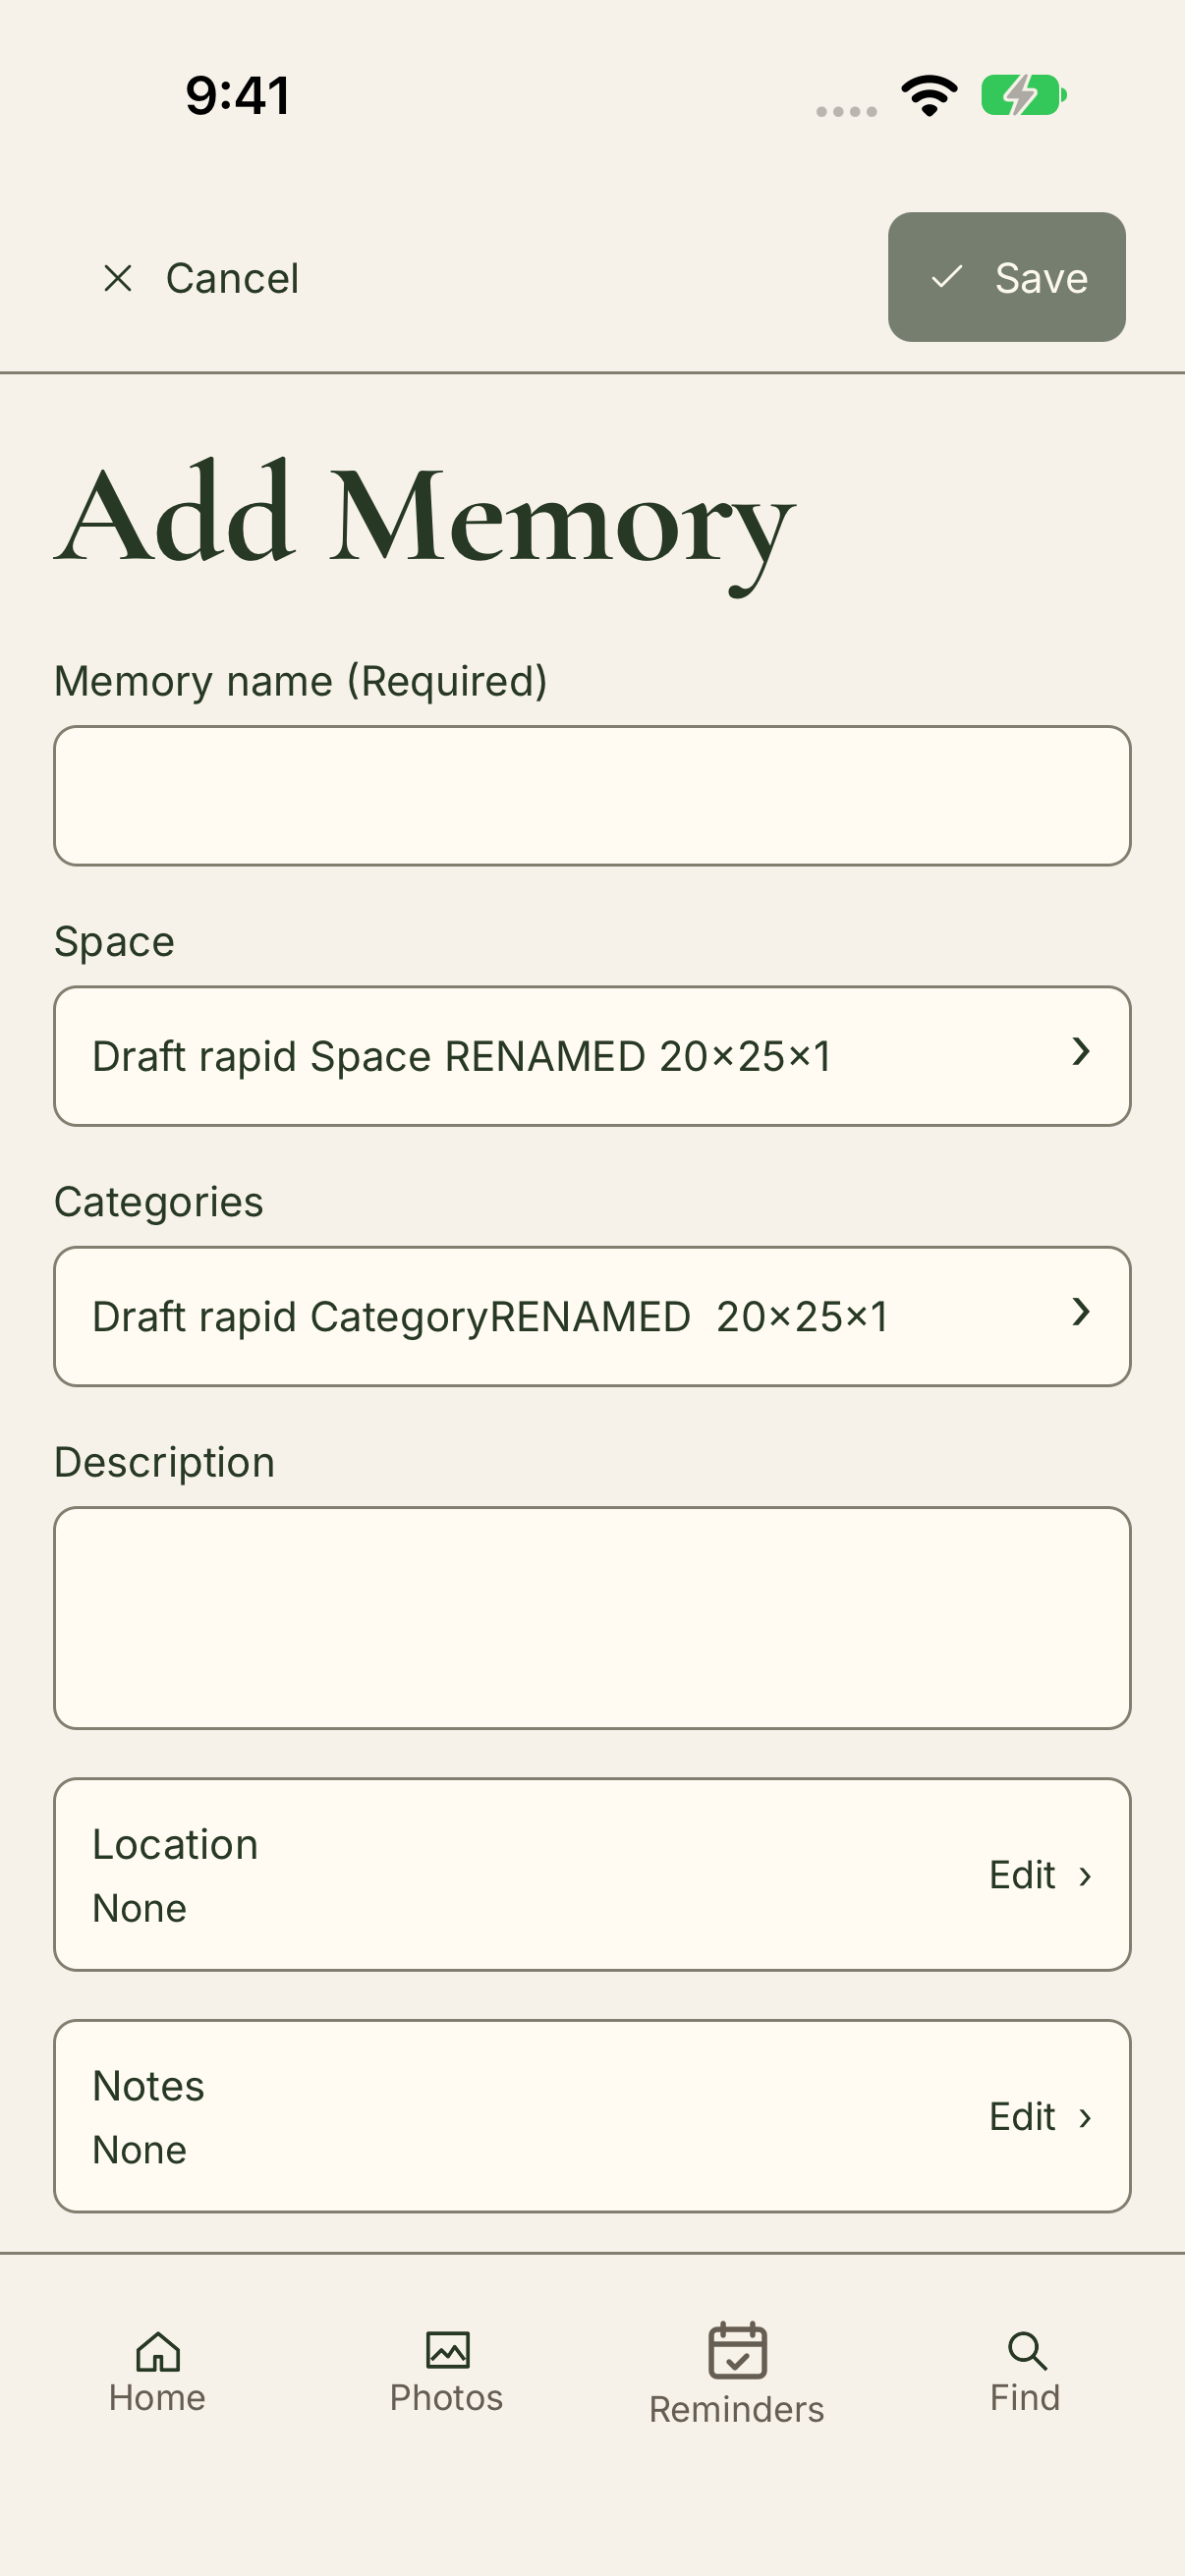 9:41
Cancel
Save
Add Memory
Memory name (Required)
Space
Draft rapid Space RENAMED 20×25×1
Categories
Draft rapid CategoryRENAMED  20×25×1
Description
Location
None
Edit ›
Notes
None
Edit ›
Home
Photos
Reminders
Find